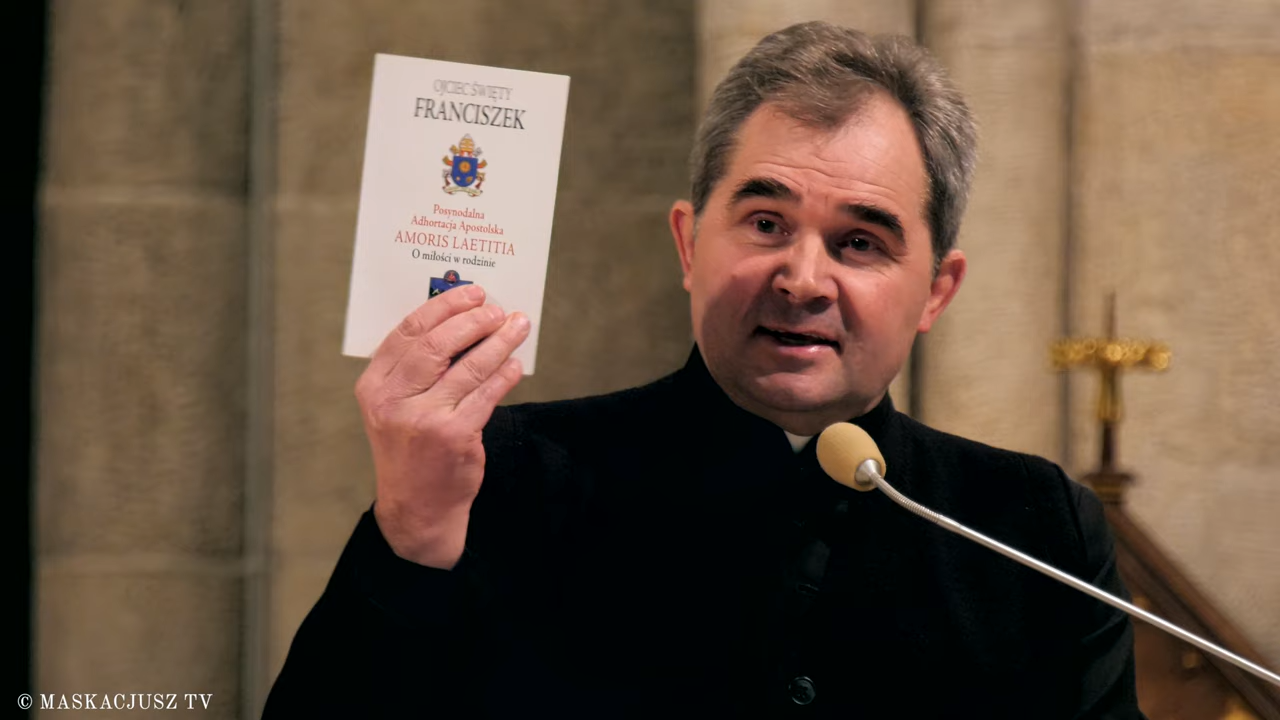 OJCIEC ŚWIĘTY
FRANCISZEK
Posynodalna
Adhortacja Apostolska
AMORIS LAETITIA
O miłości w rodzinie
© MASKACJUSZ TV